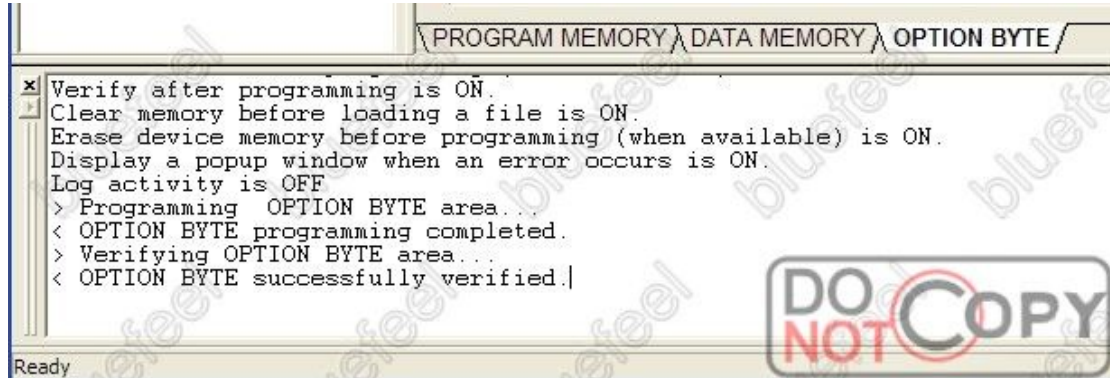 PROGRAM MEMORY DATA MEMORY OPTION BYTE
Verify after programming is ON.
Clear memory before loading a file is ON.
Erase device memory before programming (when available) is ON.
Display a popup window when an error occurs is ON.
Log activity is OFF
> Programming  OPTION BYTE area...
< OPTION BYTE programming completed.
> Verifying OPTION BYTE area...
< OPTION BYTE successfully verified.
DO NOT COPY
Ready
bluefeel